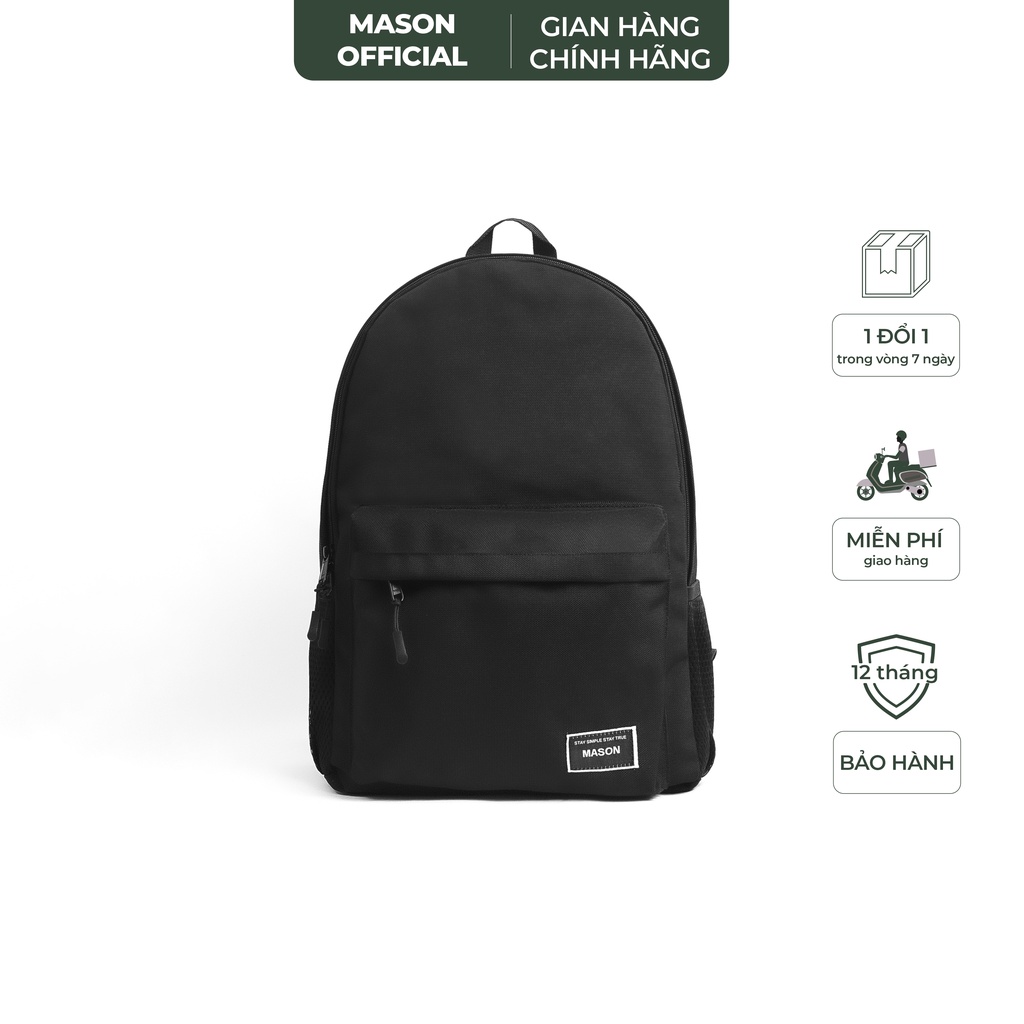 MASON
OFFICIAL
GIAN HÀNG
CHÍNH HÃNG
1 ĐỔI 1
trong vòng 7 ngày
MIỄN PHÍ
giao hàng
12 tháng
BẢO HÀNH
STAY SIMPLE STAY TRUE
MASON